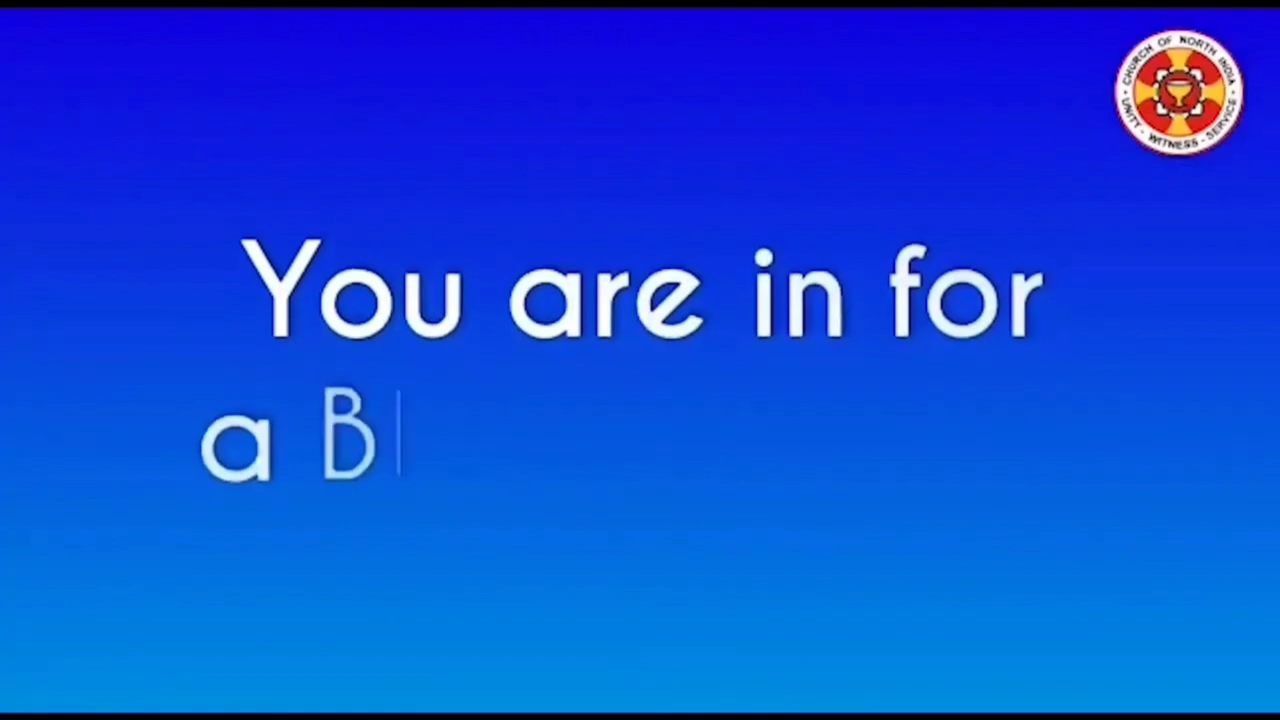 You are in for
a B
CHURCH OF NORTH INDIA
UNITY - WITNESS - SERVICE